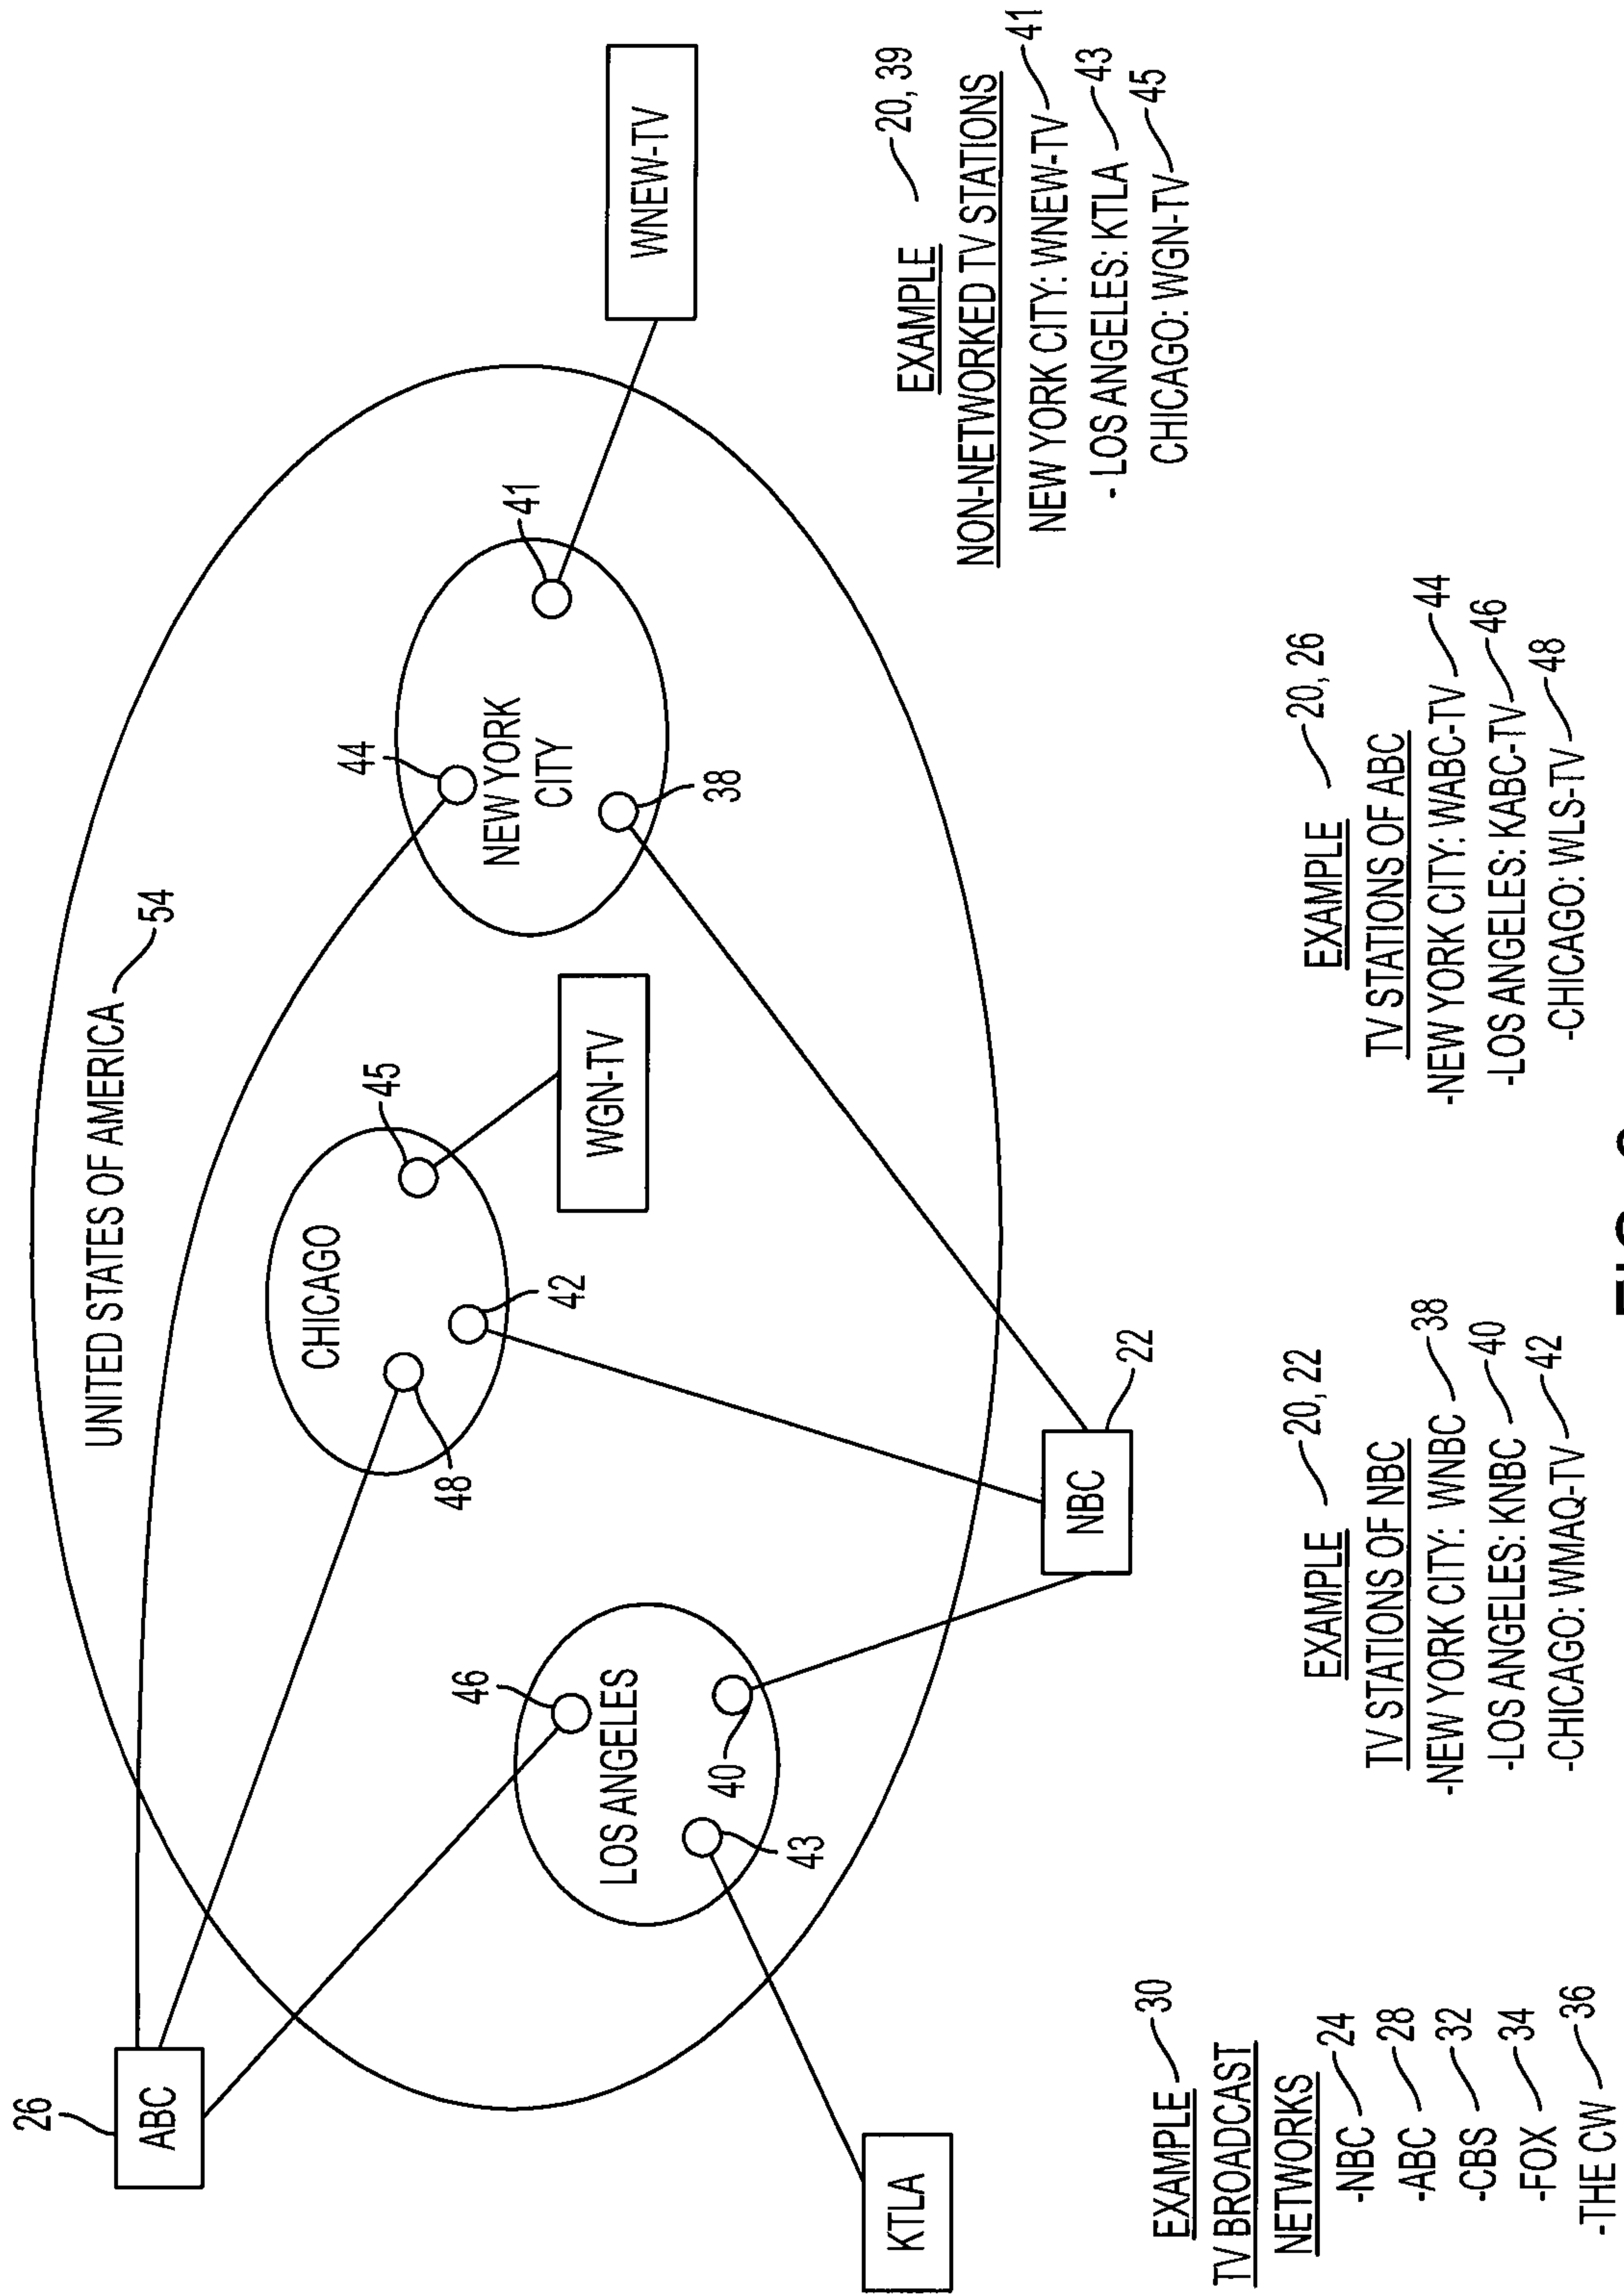 UNITED STATES OF AMERICA 54
26
ABC
CHICAGO
45
48
42
WGN-TV
44
NEW YORK
CITY
41
38
WNEW-TV
46
LOS ANGELES
40
43
KTLA
NBC
22
EXAMPLE 30
TV BROADCAST
NETWORKS
-NBC 24
-ABC 28
-CBS 32
-FOX 34
-THE CW 36
EXAMPLE 20, 22
TV STATIONS OF NBC
-NEW YORK CITY: WNBC 38
-LOS ANGELES: KNBC 40
-CHICAGO: WMAQ-TV 42
EXAMPLE 20, 26
TV STATIONS OF ABC
-NEW YORK CITY: WABC-TV 44
-LOS ANGELES: KABC-TV 46
-CHICAGO: WLS-TV 48
EXAMPLE 20, 39
NON-NETWORKED TV STATIONS
NEW YORK CITY: WNEW-TV 41
- LOS ANGELES: KTLA 43
CHICAGO: WGN-TV 45